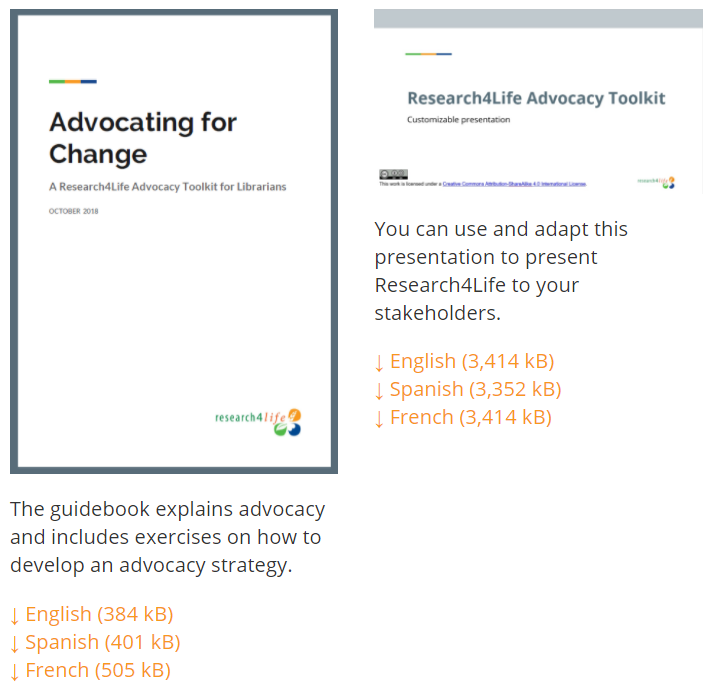 Advocating for
Change
A Research4Life Advocacy Toolkit for Librarians
OCTOBER 2018
research4life
The guidebook explains advocacy
and includes exercises on how to
develop an advocacy strategy.
↓ English (384 kB)
↓ Spanish (401 kB)
↓ French (505 kB)
Research4Life Advocacy Toolkit
Customizable presentation
This work is licensed under a Creative Commons Attribution-ShareAlike 4.0 International License.
research4life
You can use and adapt this
presentation to present
Research4Life to your
stakeholders.
↓ English (3,414 kB)
↓ Spanish (3,352 kB)
↓ French (3,414 kB)